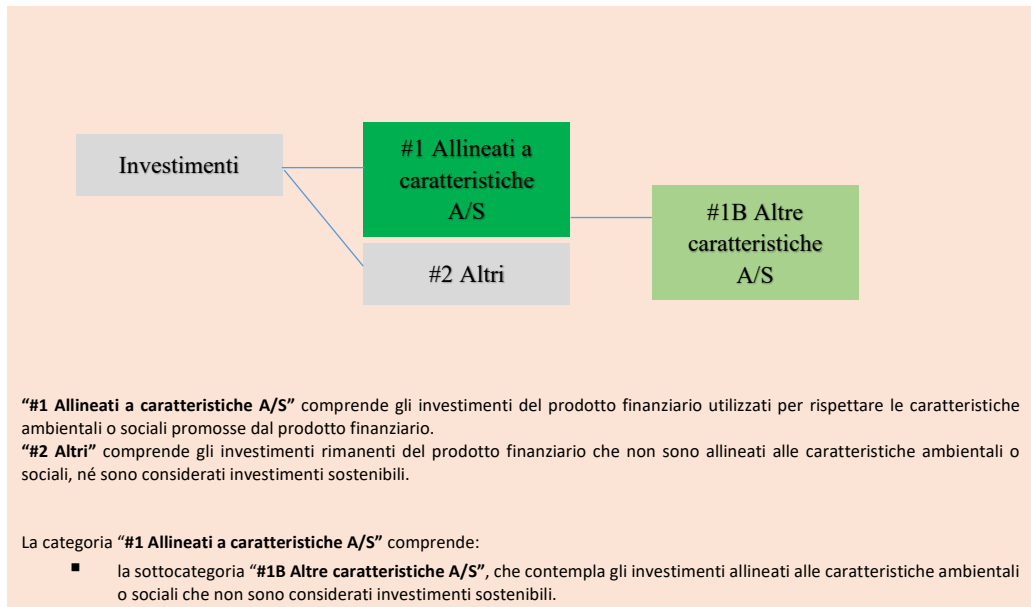 Investimenti
#1 Allineati a
caratteristiche
A/S
#2 Altri
#1B Altre
caratteristiche
A/S
“#1 Allineati a caratteristiche A/S” comprende gli investimenti del prodotto finanziario utilizzati per rispettare le caratteristiche
ambientali o sociali promosse dal prodotto finanziario.
“#2 Altri” comprende gli investimenti rimanenti del prodotto finanziario che non sono allineati alle caratteristiche ambientali o
sociali, né sono considerati investimenti sostenibili.
La categoria “#1 Allineati a caratteristiche A/S” comprende:
▪ la sottocategoria “#1B Altre caratteristiche A/S”, che contempla gli investimenti allineati alle caratteristiche ambientali
o sociali che non sono considerati investimenti sostenibili.